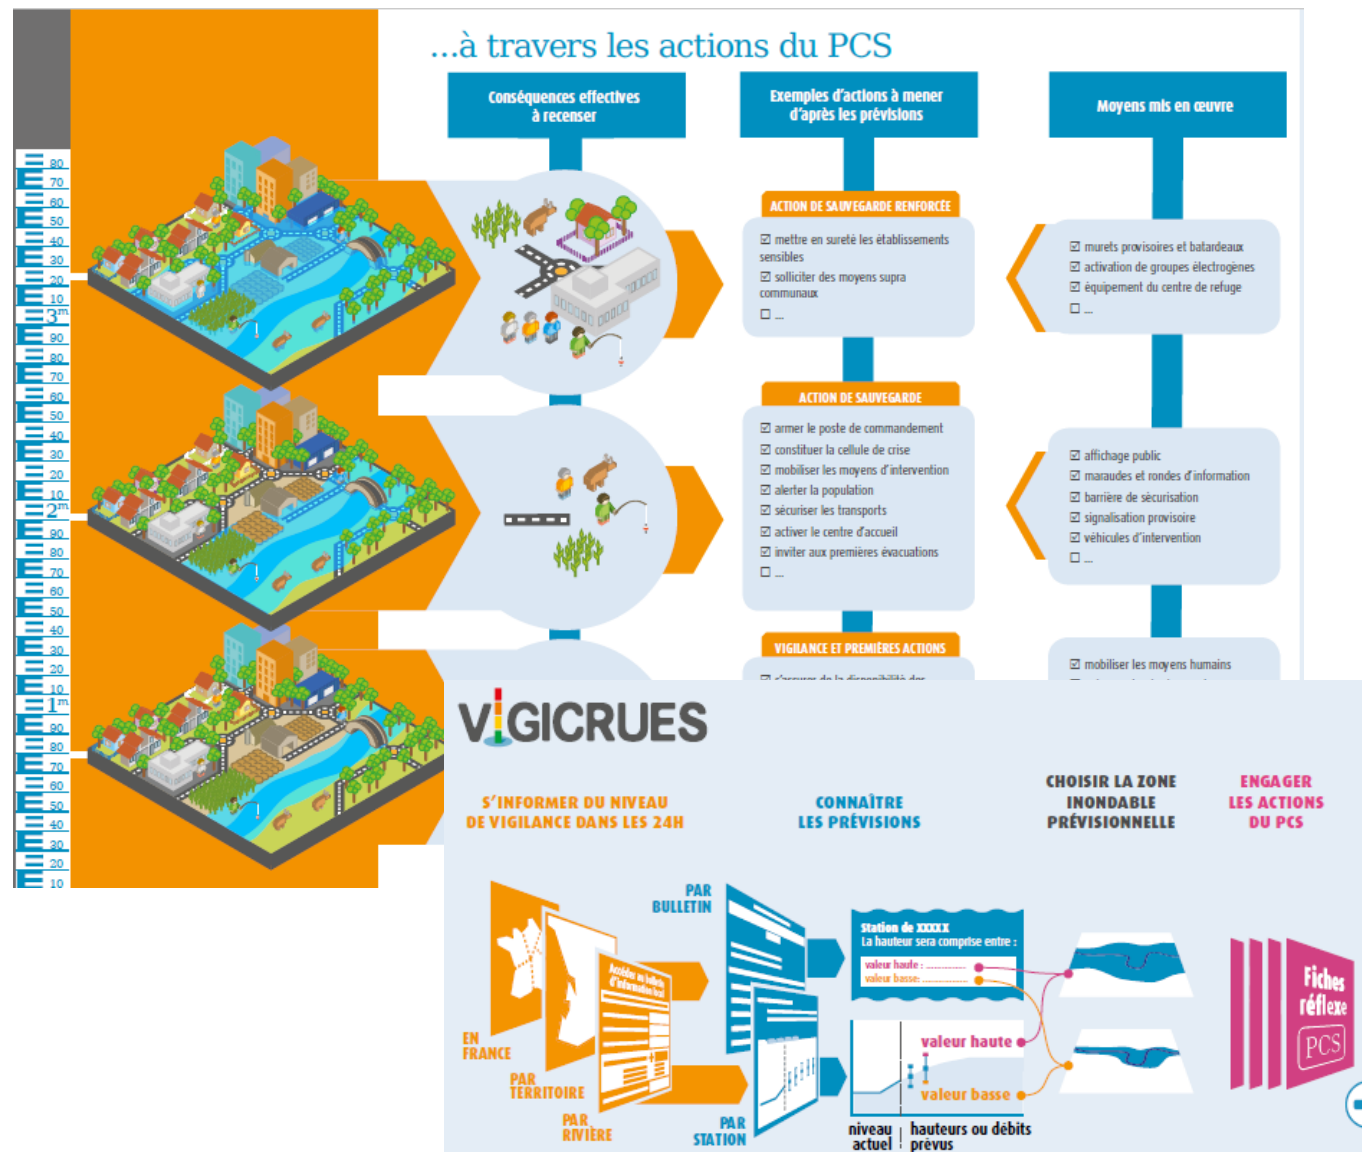 ...à travers les actions du PCS
Conséquences effectives
à recenser
Exemples d'actions à mener
d'après les prévisions
Moyens mis en œuvre
80
70
60
50
40
30
20
10
3m
90
80
70
60
50
40
30
20
10
2m
90
80
70
60
50
40
30
20
10
1m
90
80
70
60
50
40
30
20
10
ACTION DE SAUVEGARDE RENFORCÉE
☑ mettre en sureté les établissements
sensibles
☑ solliciter des moyens supra
communaux
☐ ...
☑ murets provisoires et batardeaux
☑ activation de groupes électrogènes
☑ équipement du centre de refuge
☐ ...
ACTION DE SAUVEGARDE
☑ armer le poste de commandement
☑ constituer la cellule de crise
☑ mobiliser les moyens d'intervention
☑ alerter la population
☑ sécuriser les transports
☑ activer le centre d'accueil
☑ inviter aux premières évacuations
☐ ...
☑ affichage public
☑ maraudes et rondes d'information
☑ barrière de sécurisation
☑ signalisation provisoire
☑ véhicules d'intervention
☐ ...
VIGILANCE ET PREMIÈRES ACTIONS
☑ s'assurer de la disponibilité des
☑ mobiliser les moyens humains
VIGICRUES
S'INFORMER DU NIVEAU
DE VIGILANCE DANS LES 24H
CONNAÎTRE
LES PRÉVISIONS
CHOISIR LA ZONE
INONDABLE
PRÉVISIONNELLE
ENGAGER
LES ACTIONS
DU PCS
EN
FRANCE
PAR
TERRITOIRE
PAR
RIVIÈRE
Accédez au bulletin
d'information local
PAR
BULLETIN
PAR
STATION
Station de XXXXX
La hauteur sera comprise entre :
valeur haute : ..............
valeur basse: ..............
valeur haute
valeur basse
niveau
actuel
hauteurs ou débits
prévus
Fiches
réflexe
PCS